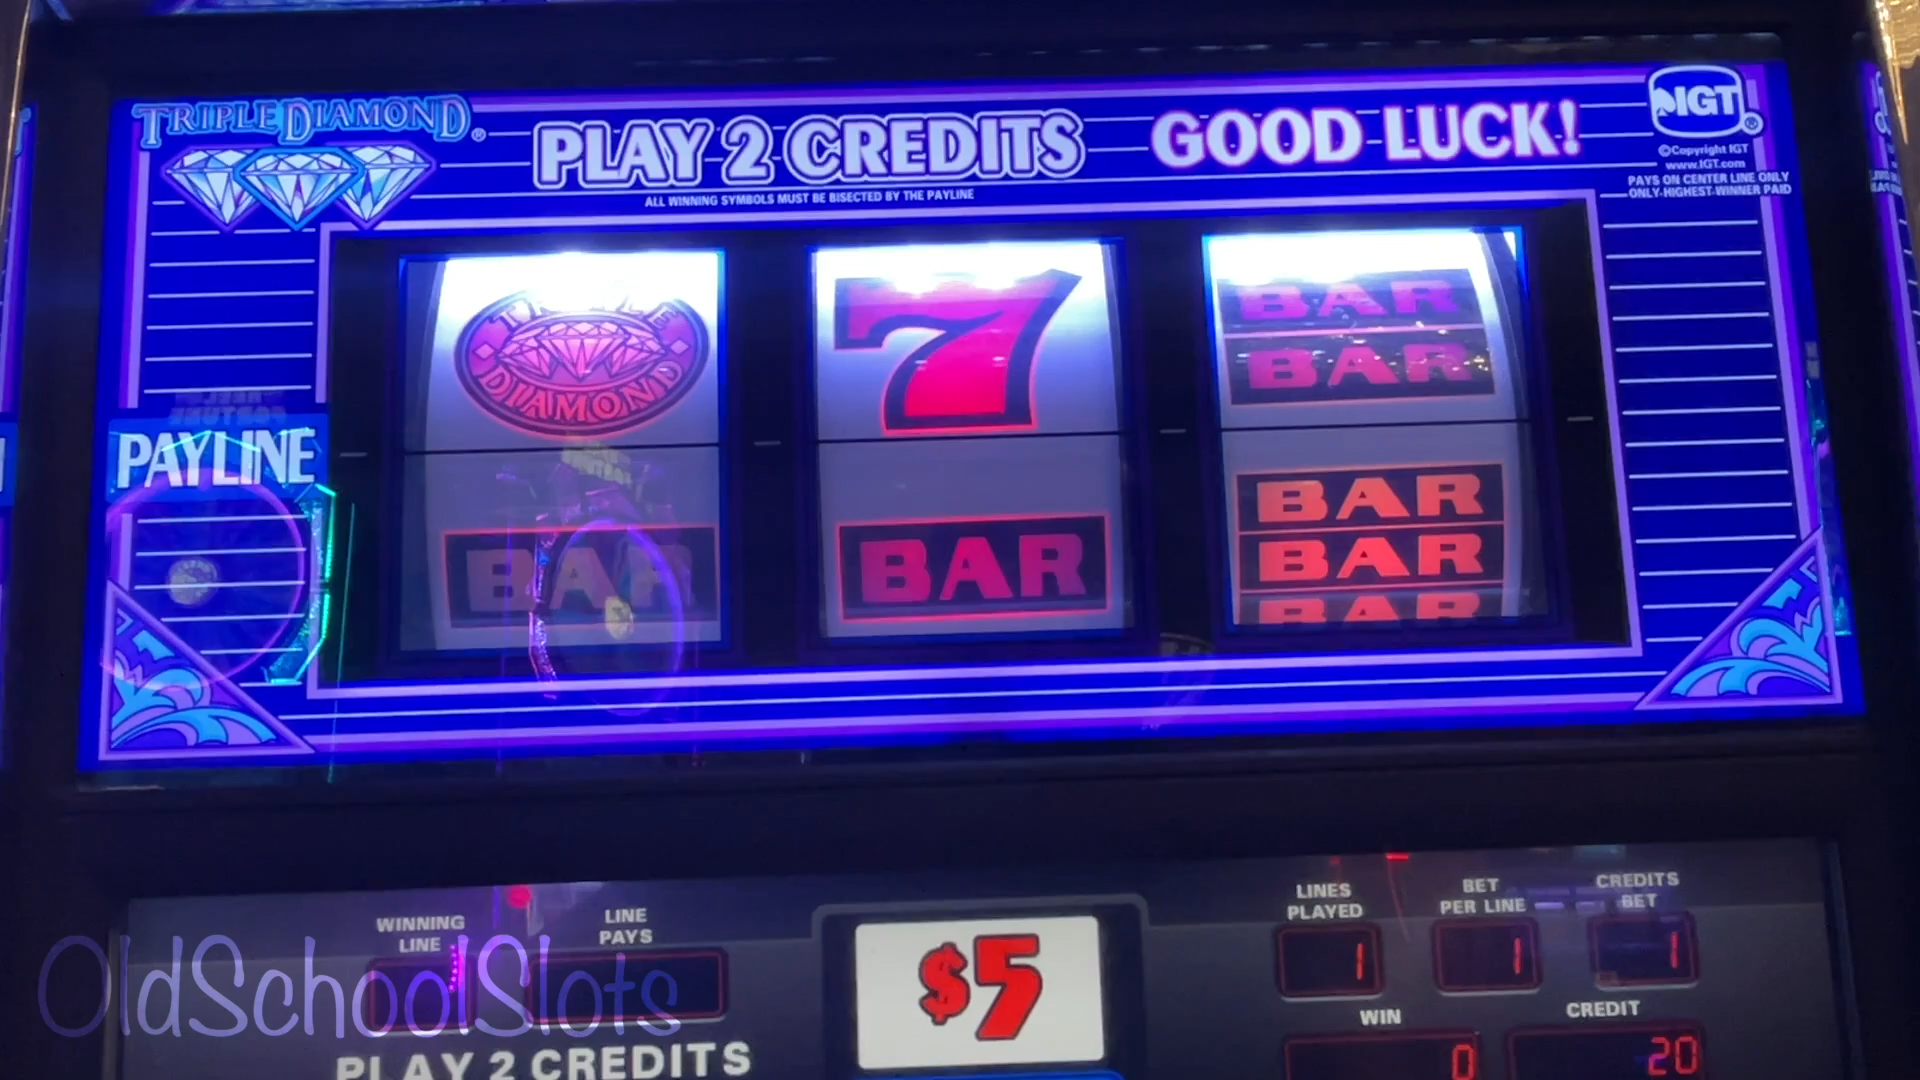 TRIPLE DIAMOND®
PLAY 2 CREDITS
GOOD LUCK!
IGT®
©Copyright IGT
www.IGT.com
PAYS ON CENTER LINE ONLY
ONLY HIGHEST WINNER PAID
ALL WINNING SYMBOLS MUST BE BISECTED BY THE PAYLINE
TRIPLE
DIAMOND
7
BAR
BAR
PAYLINE
BAR
BAR
BAR
BAR
BAR
WINNING
LINE
LINE
PAYS
$5
LINES
PLAYED
BET
PER LINE
CREDITS
BET
1
1
1
1
WIN
CREDIT
0
20
OldSchoolSlots
PLAY 2 CREDITS